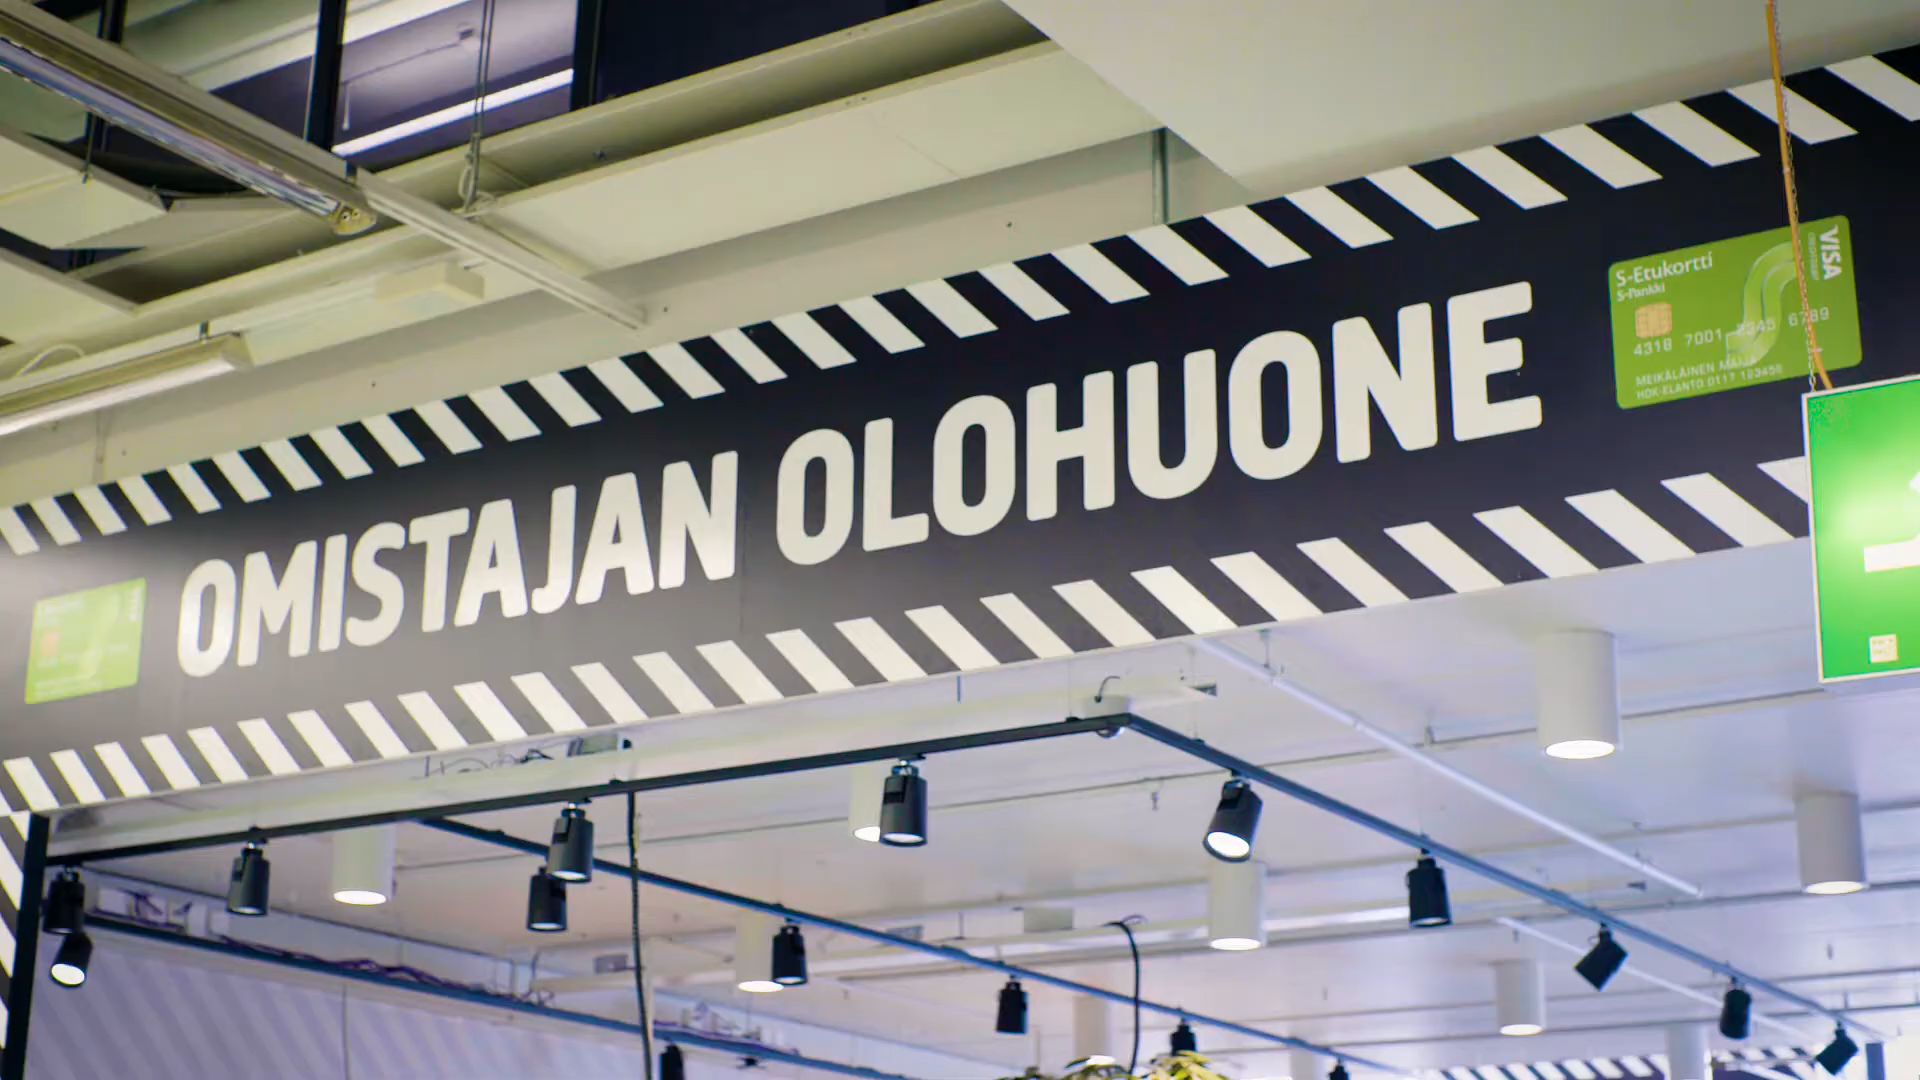 OMISTAJAN OLOHUONE
S-Etukortti
S-Pankki
VISA
4318 7001 2345 6789
MEIKÄLÄINEN MAIJA
HOK-ELANTO 0117 123456